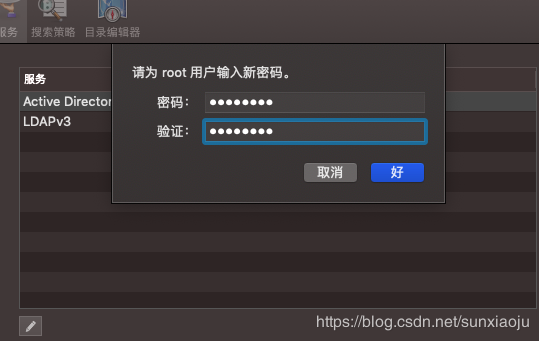 服务 搜索策略 目录编辑器
请为 root 用户输入新密码。
服务
密码： ●●●●●●●●
Active Director
LDAPv3
验证： ●●●●●●●●
取消 好
https://blog.csdn.net/sunxiaoju